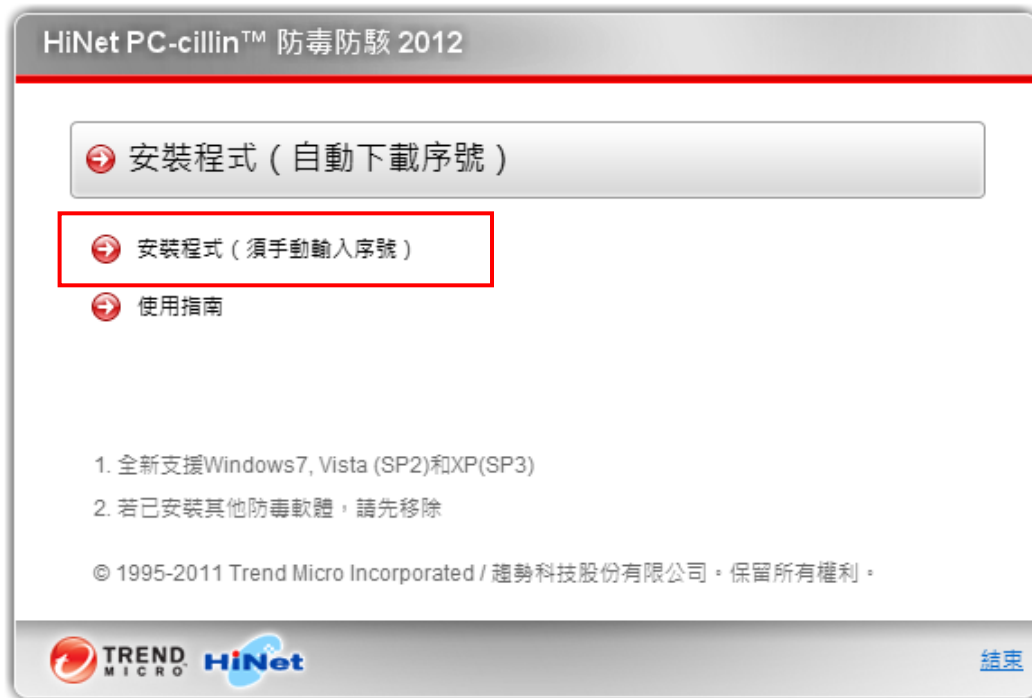 HiNet PC-cillin™ 防毒防駭 2012
安裝程式（自動下載序號）
安裝程式（須手動輸入序號）
使用指南
1. 全新支援Windows7, Vista (SP2)和XP(SP3)
2. 若已安裝其他防毒軟體，請先移除
© 1995-2011 Trend Micro Incorporated / 趨勢科技股份有限公司。保留所有權利。
TREND MICRO HiNet 結束